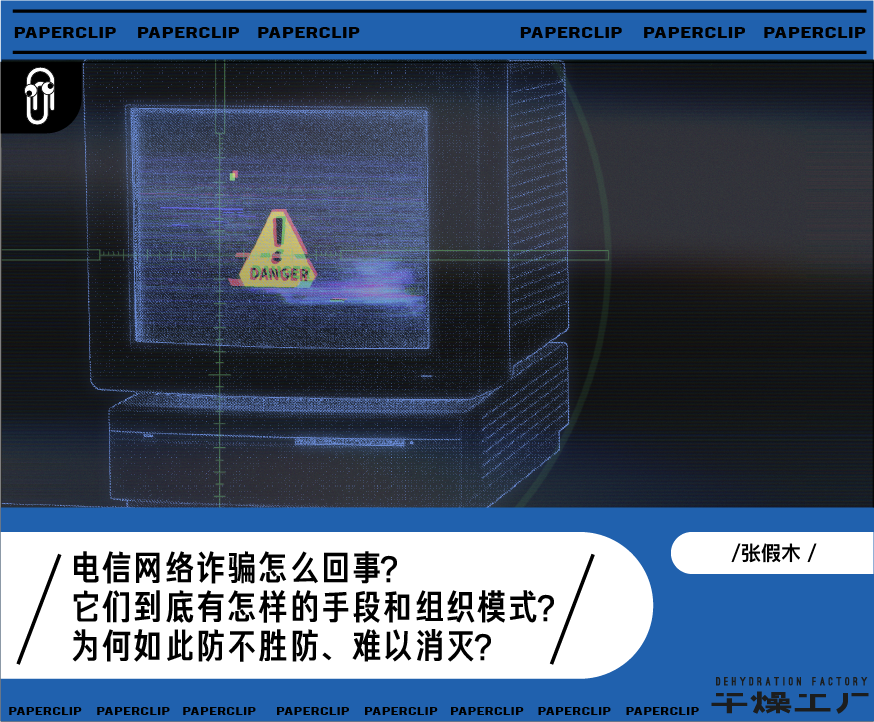 PAPERCLIP PAPERCLIP PAPERCLIP PAPERCLIP PAPERCLIP PAPERCLIP
DANGER
电信网络诈骗怎么回事?
它们到底有怎样的手段和组织模式?
为何如此防不胜防、难以消灭?
/张假木 /
DEHYDRATION FACTORY
干燥工厂
PAPERCLIP PAPERCLIP PAPERCLIP PAPERCLIP PAPERCLIP PAPERCLIP PAPERCLIP PAPERCLIP